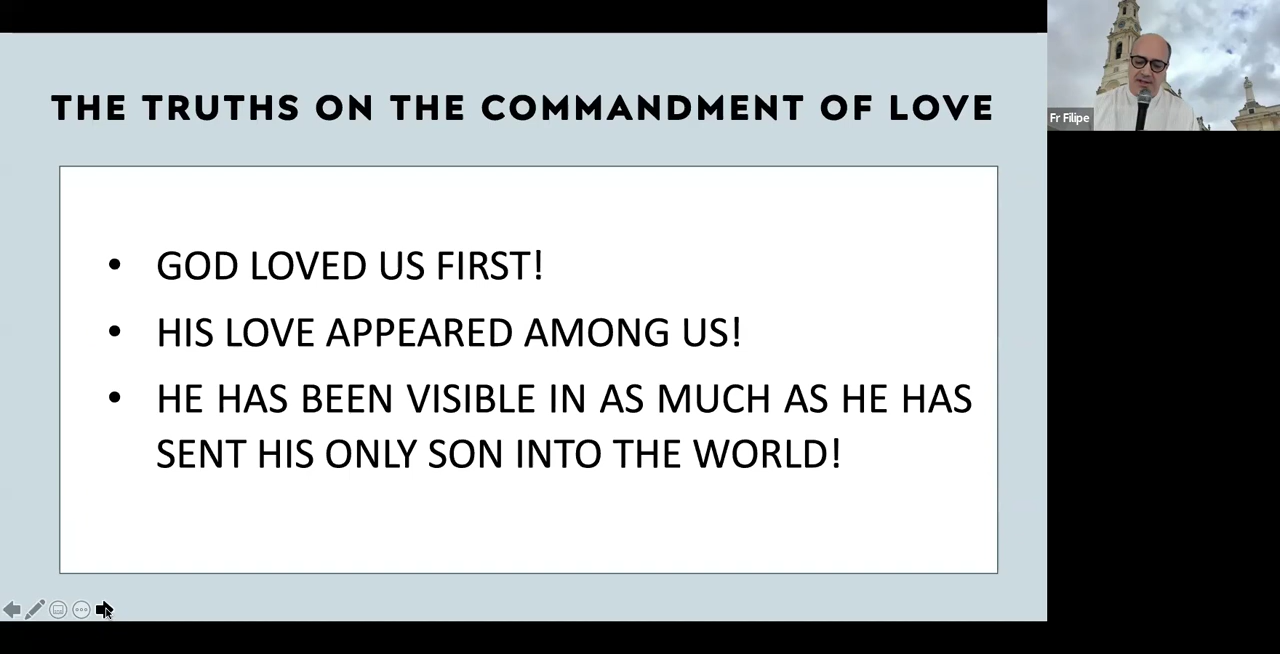 THE TRUTHS ON THE COMMANDMENT OF LOVE
• GOD LOVED US FIRST!
• HIS LOVE APPEARED AMONG US!
• HE HAS BEEN VISIBLE IN AS MUCH AS HE HAS
SENT HIS ONLY SON INTO THE WORLD!
Fr Filipe